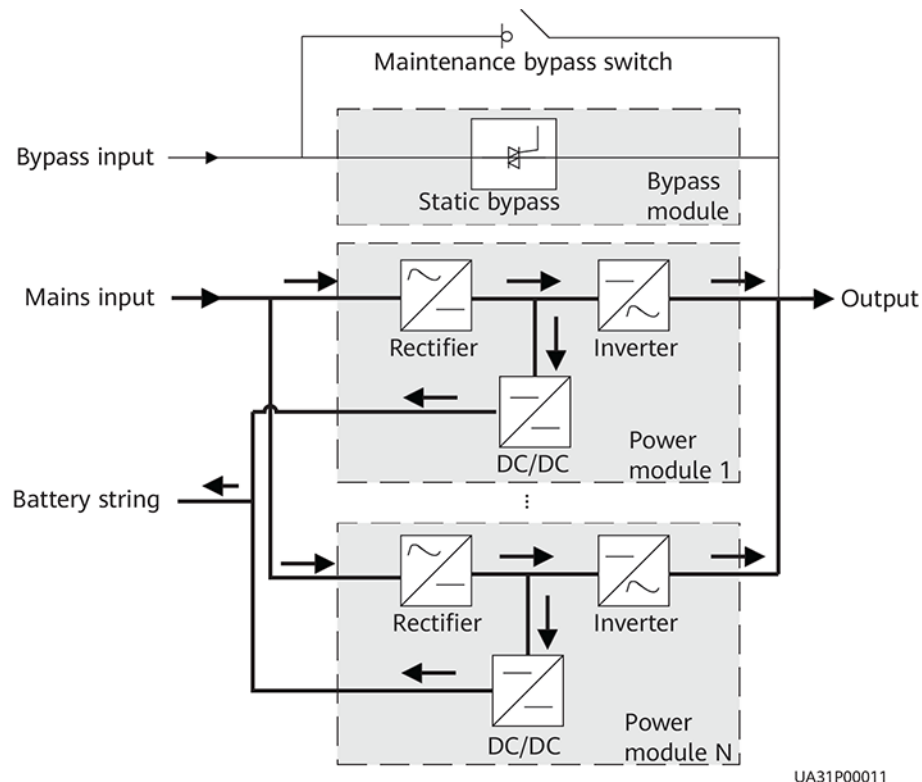 Maintenance bypass switch
Bypass input
Static bypass
Bypass
module
Mains input
Rectifier
Inverter
Output
DC/DC
Power
module 1
Battery string
⋮
Rectifier
Inverter
DC/DC
Power
module N
UA31P00011